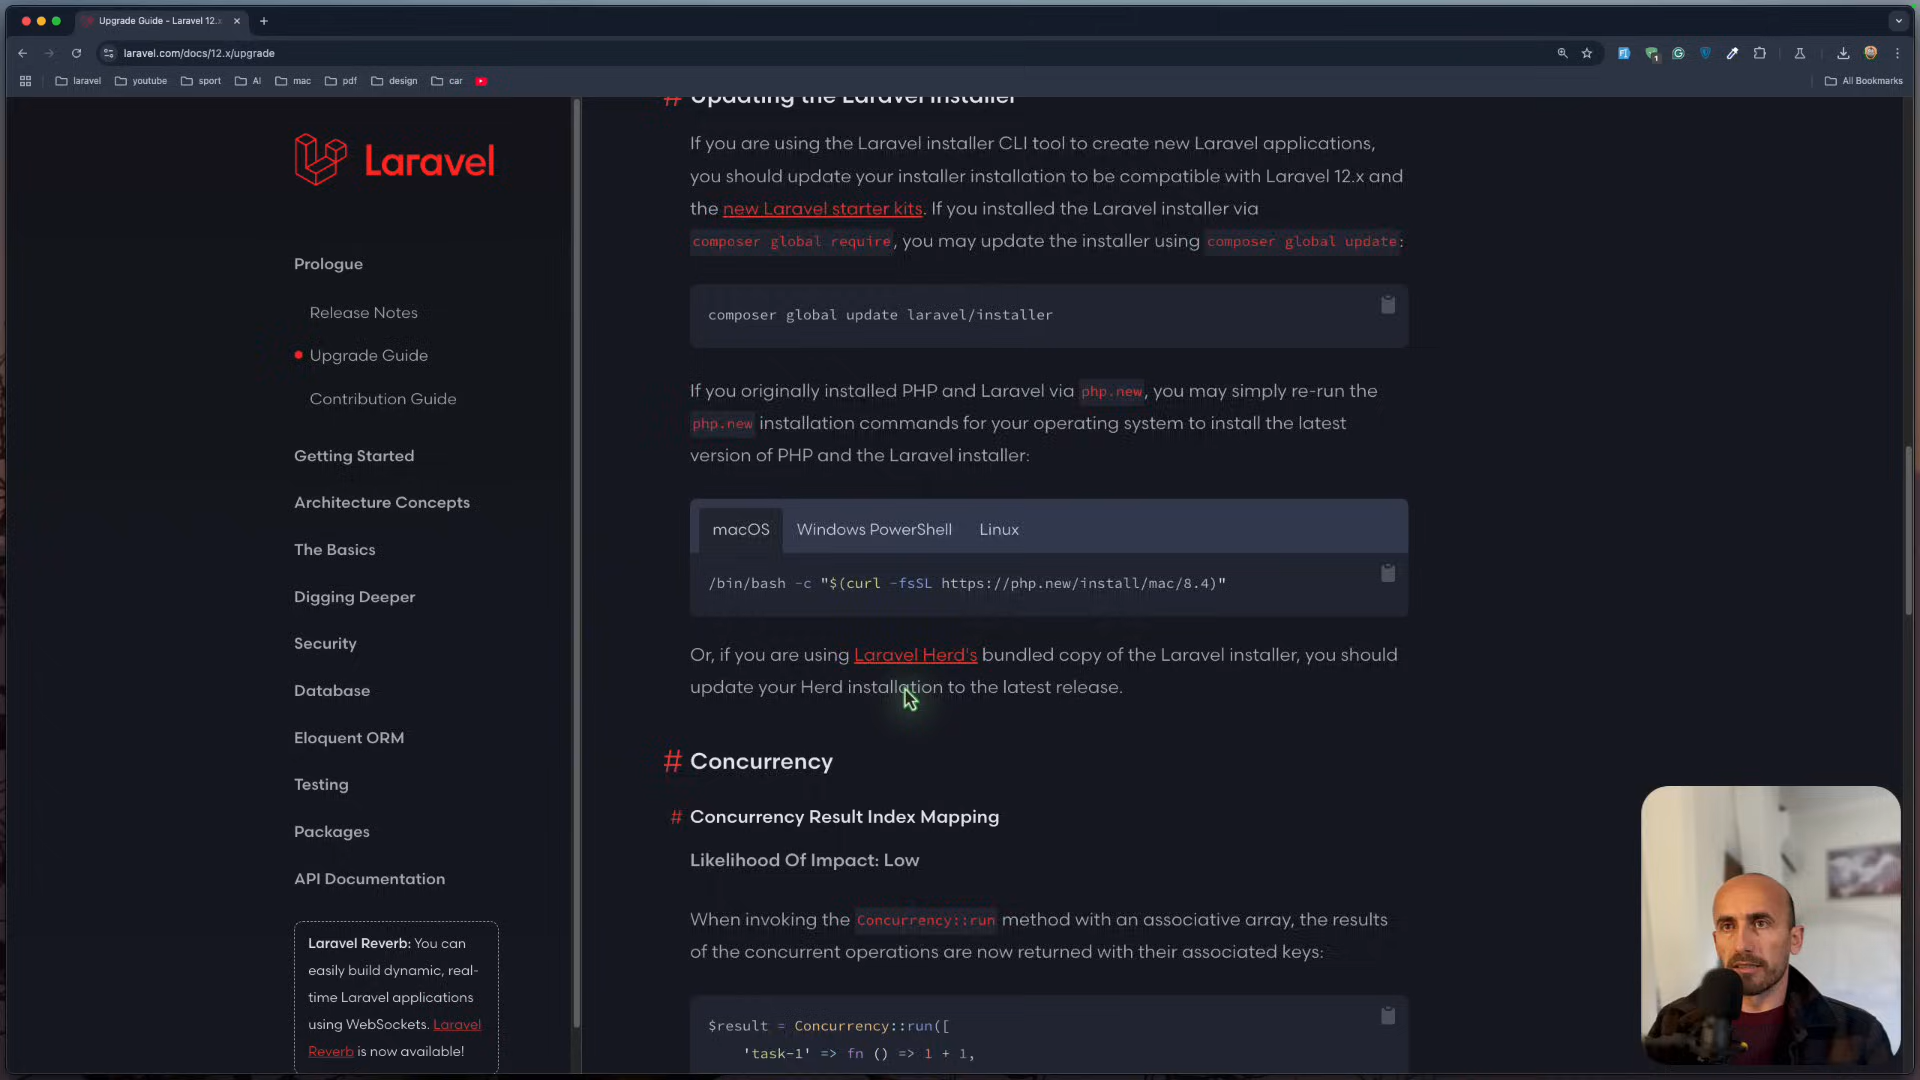 Upgrade Guide - Laravel 12.
laravel.com/docs/12.x/upgrade
laravel
youtube
sport
AI
mac
pdf
design
car
All Bookmarks
Laravel
Prologue
Release Notes
Upgrade Guide
Contribution Guide
Getting Started
Architecture Concepts
The Basics
Digging Deeper
Security
Database
Eloquent ORM
Testing
Packages
API Documentation
Laravel Reverb: You can
easily build dynamic, real-
time Laravel applications
using WebSockets. Laravel
Reverb is now available!
# Updating the Laravel Installer
If you are using the Laravel installer CLI tool to create new Laravel applications,
you should update your installer installation to be compatible with Laravel 12.x and
the new Laravel starter kits. If you installed the Laravel installer via
composer global require, you may update the installer using composer global update:
composer global update laravel/installer
If you originally installed PHP and Laravel via php.new, you may simply re-run the
php.new installation commands for your operating system to install the latest
version of PHP and the Laravel installer:
macOS Windows PowerShell Linux
/bin/bash -c "$(curl -fsSL https://php.new/install/mac/8.4)"
Or, if you are using Laravel Herd's bundled copy of the Laravel installer, you should
update your Herd installation to the latest release.
# Concurrency
# Concurrency Result Index Mapping
Likelihood Of Impact: Low
When invoking the Concurrency::run method with an associative array, the results
of the concurrent operations are now returned with their associated keys:
$result = Concurrency::run([
'task-1' => fn () => 1 + 1,